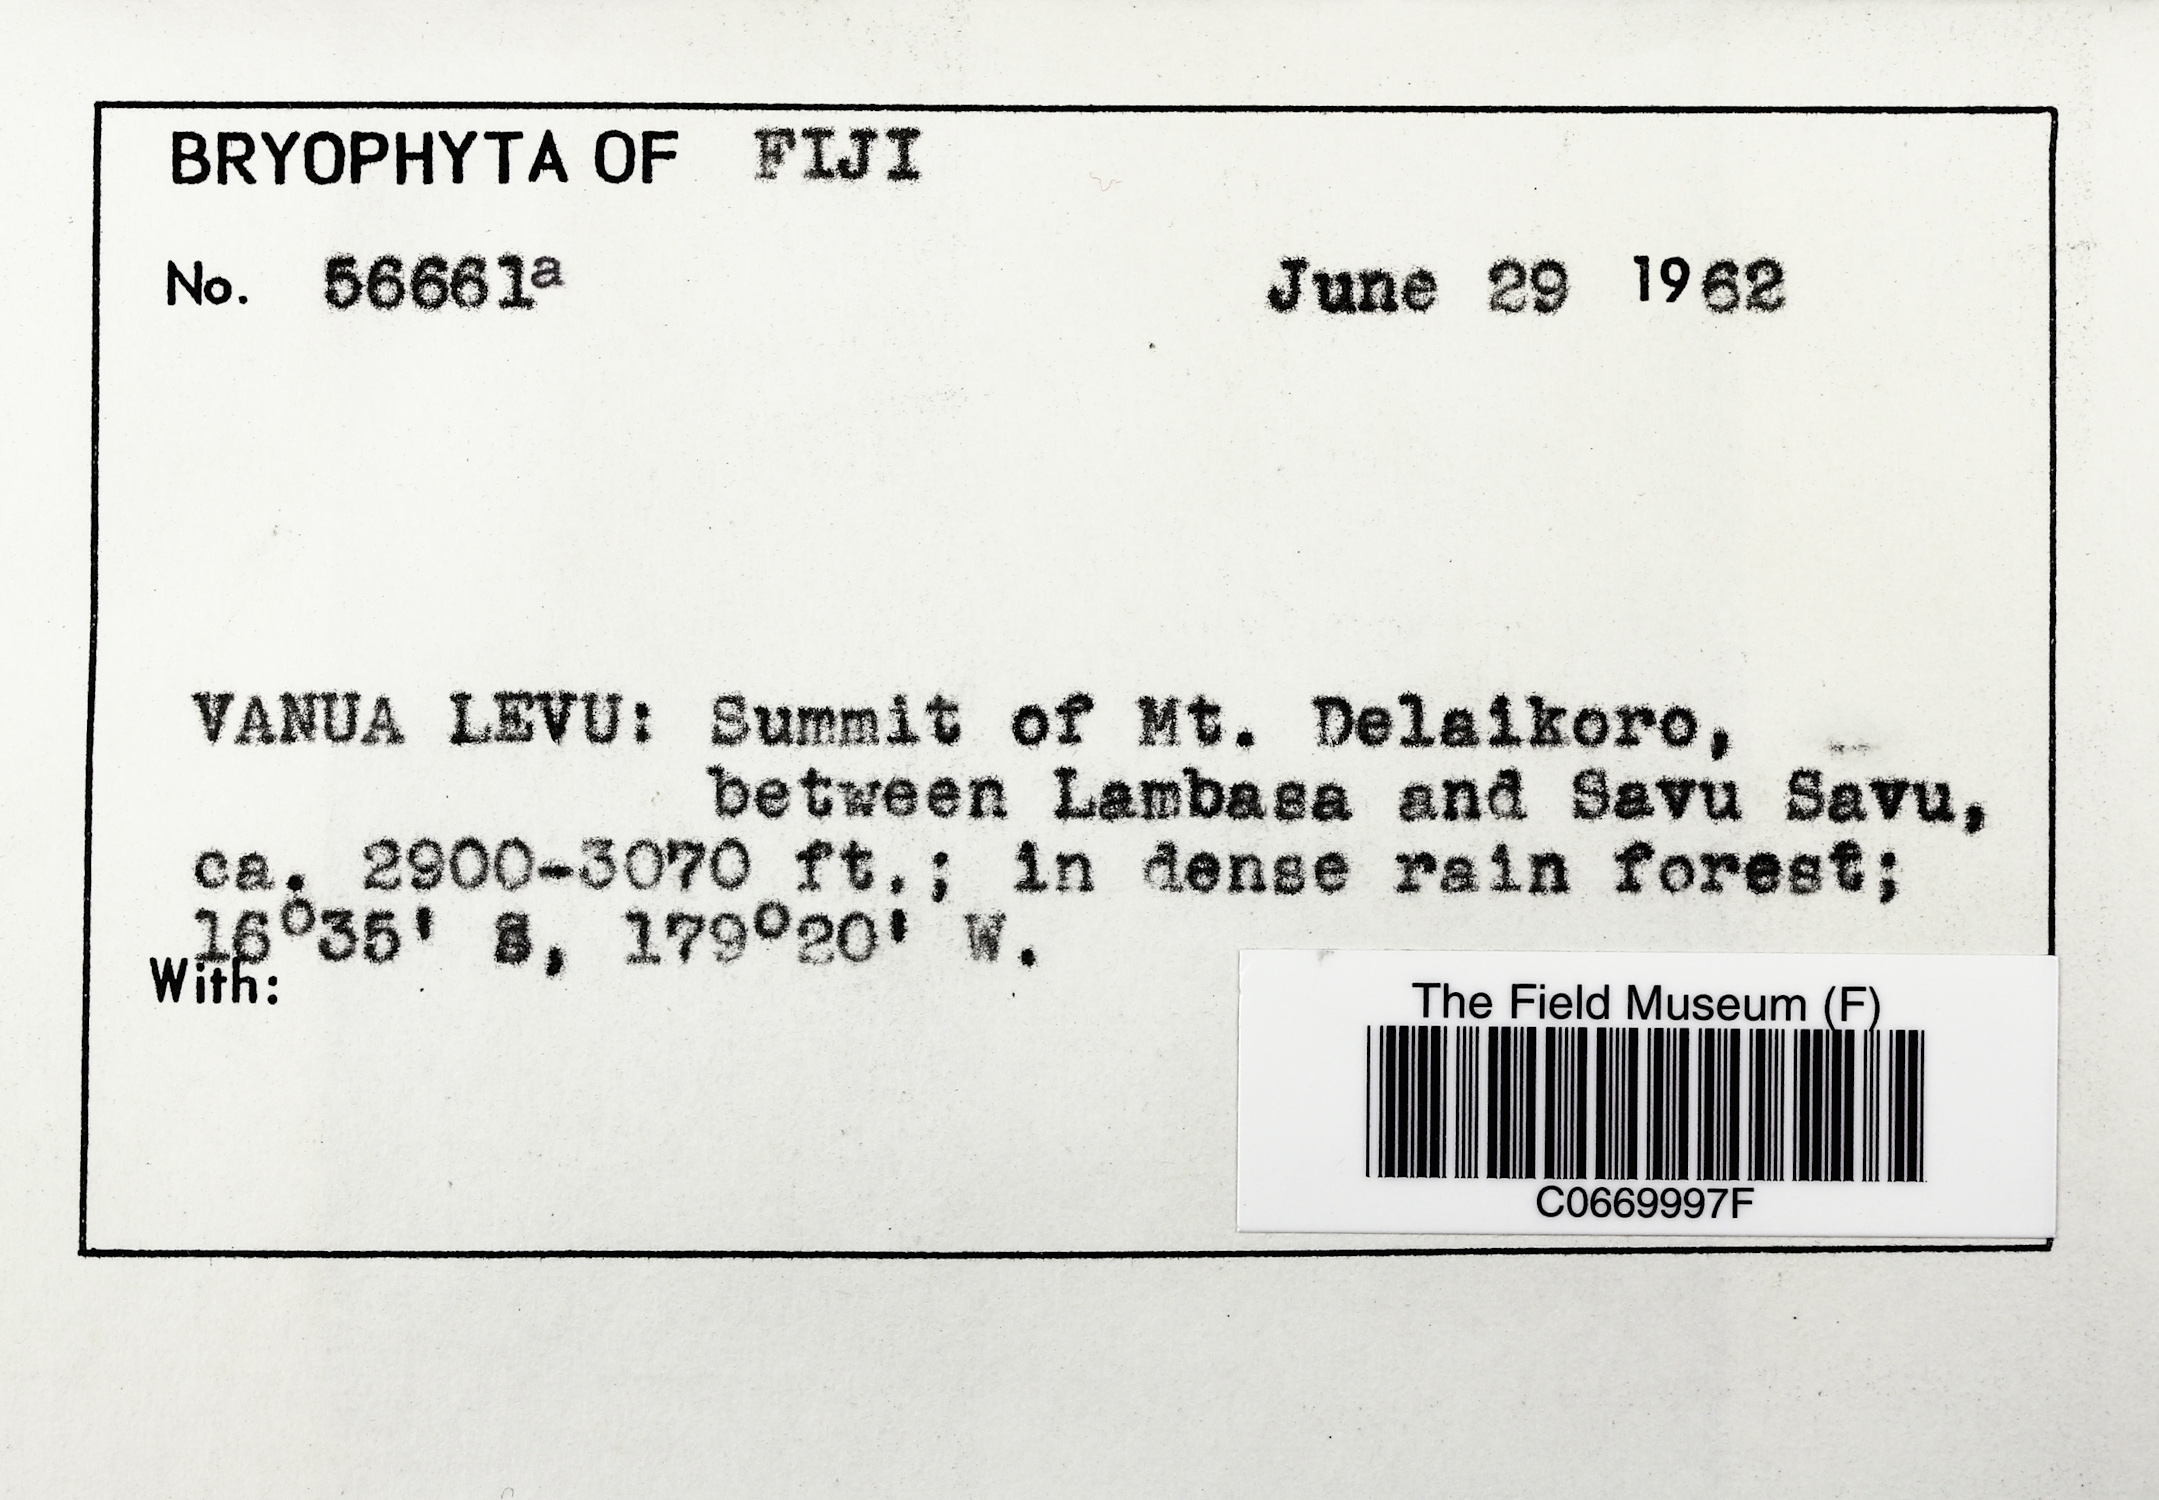 BRYOPHYTA OF FIJI
No. 56661a June 29 1962
VANUA LEVU: Summit of Mt. Delaikoro,
between Lambasa and Savu Savu,
ca. 2900-3070 ft.; in dense rain forest;
16°35' S, 179°20' W.
With:
The Field Museum (F)
C0669997F